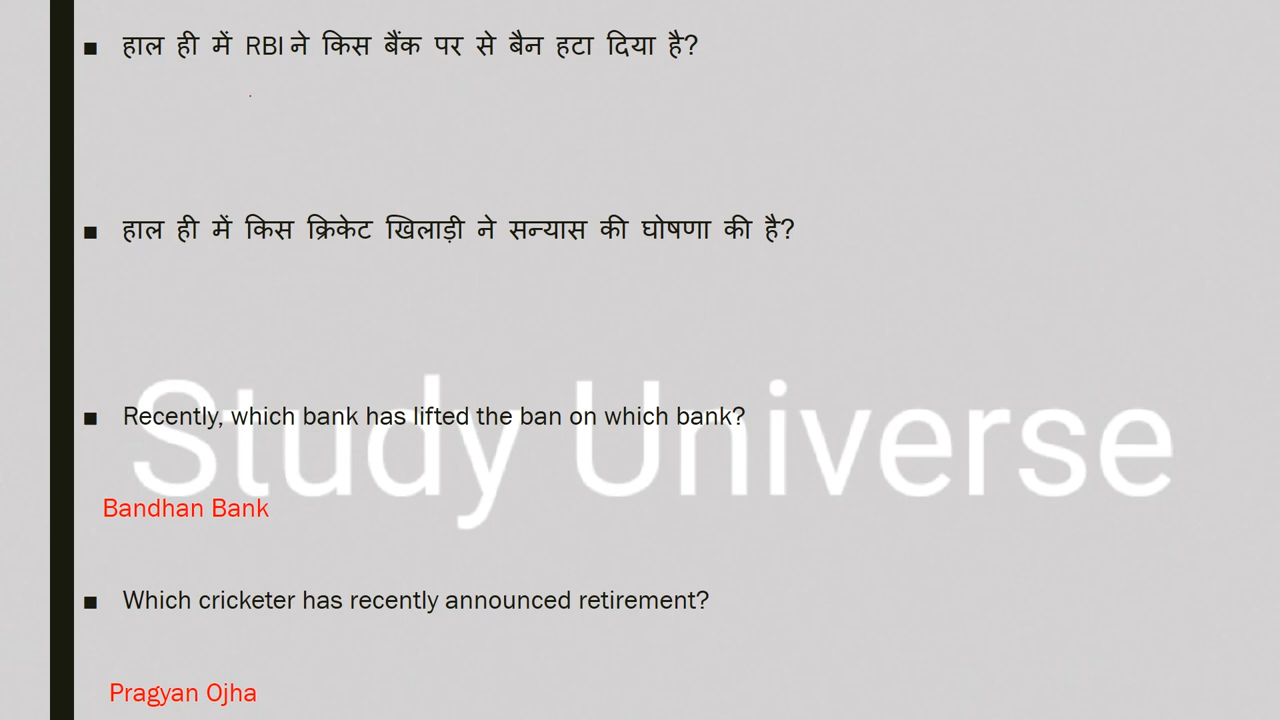 ■ हाल ही में RBI ने किस बैंक पर से बैन हटा दिया है?
■ हाल ही में किस क्रिकेट खिलाड़ी ने सन्यास की घोषणा की है?
Study Universe
■ Recently, which bank has lifted the ban on which bank?
Bandhan Bank
■ Which cricketer has recently announced retirement?
Pragyan Ojha